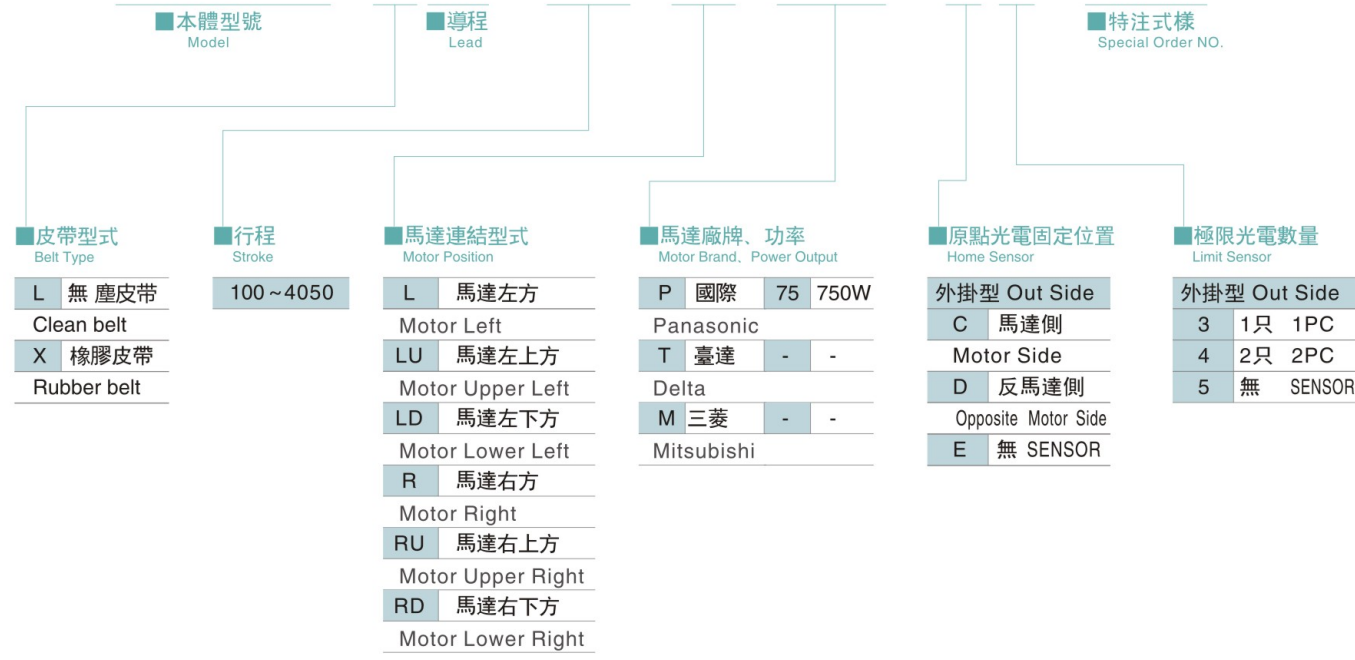 ■本體型號
Model
■導程
Lead
■特注式樣
Special Order NO.
■皮帶型式
Belt Type
L 無 塵皮帶
Clean belt
X 橡膠皮帶
Rubber belt
■行程
Stroke
100~4050
■馬達連結型式
Motor Position
L 馬達左方
Motor Left
LU 馬達左上方
Motor Upper Left
LD 馬達左下方
Motor Lower Left
R 馬達右方
Motor Right
RU 馬達右上方
Motor Upper Right
RD 馬達右下方
Motor Lower Right
■馬達廠牌、功率
Motor Brand、Power Output
P 國際 75 750W
Panasonic
T 臺達 - -
Delta
M 三菱 - -
Mitsubishi
■原點光電固定位置
Home Sensor
外掛型 Out Side
C 馬達側
Motor Side
D 反馬達側
Opposite Motor Side
E 無 SENSOR
■極限光電數量
Limit Sensor
外掛型 Out Side
3 1只 1PC
4 2只 2PC
5 無 SENSOR